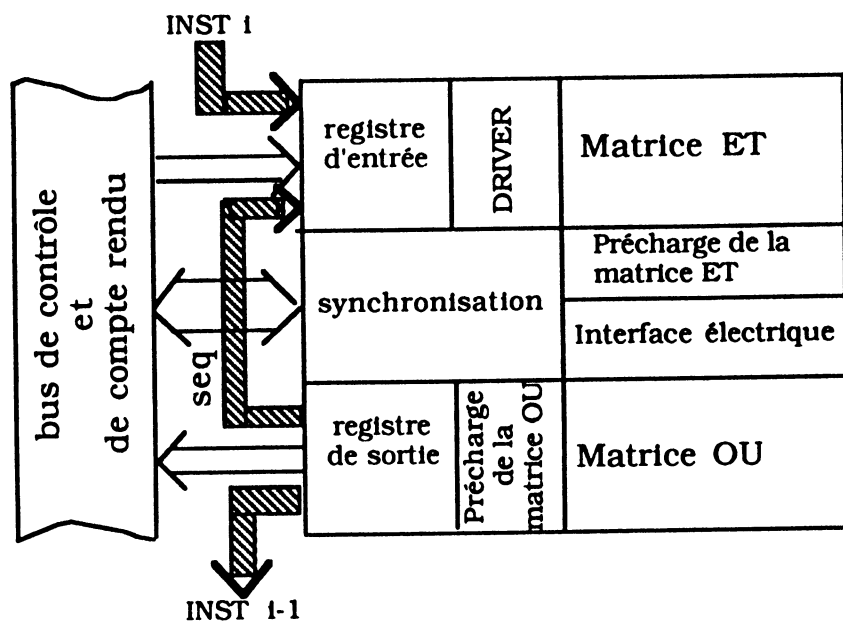 INST i
bus de contrôle
et
de compte rendu
registre
d'entrée
DRIVER
Matrice ET
synchronisation
Précharge de la
matrice ET
Interface électrique
seq
registre
de sortie
Précharge
de la
matrice OU
Matrice OU
INST i-1